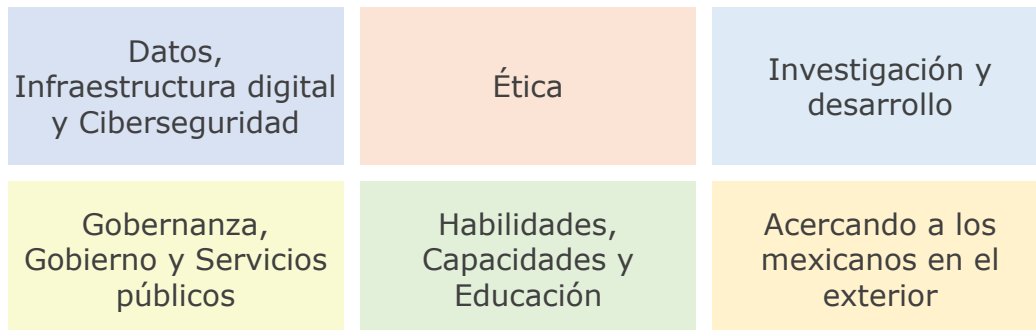 Datos,
Infraestructura digital
y Ciberseguridad
Ética
Investigación y
desarrollo
Gobernanza,
Gobierno y Servicios
públicos
Habilidades,
Capacidades y
Educación
Acercando a los
mexicanos en el
exterior